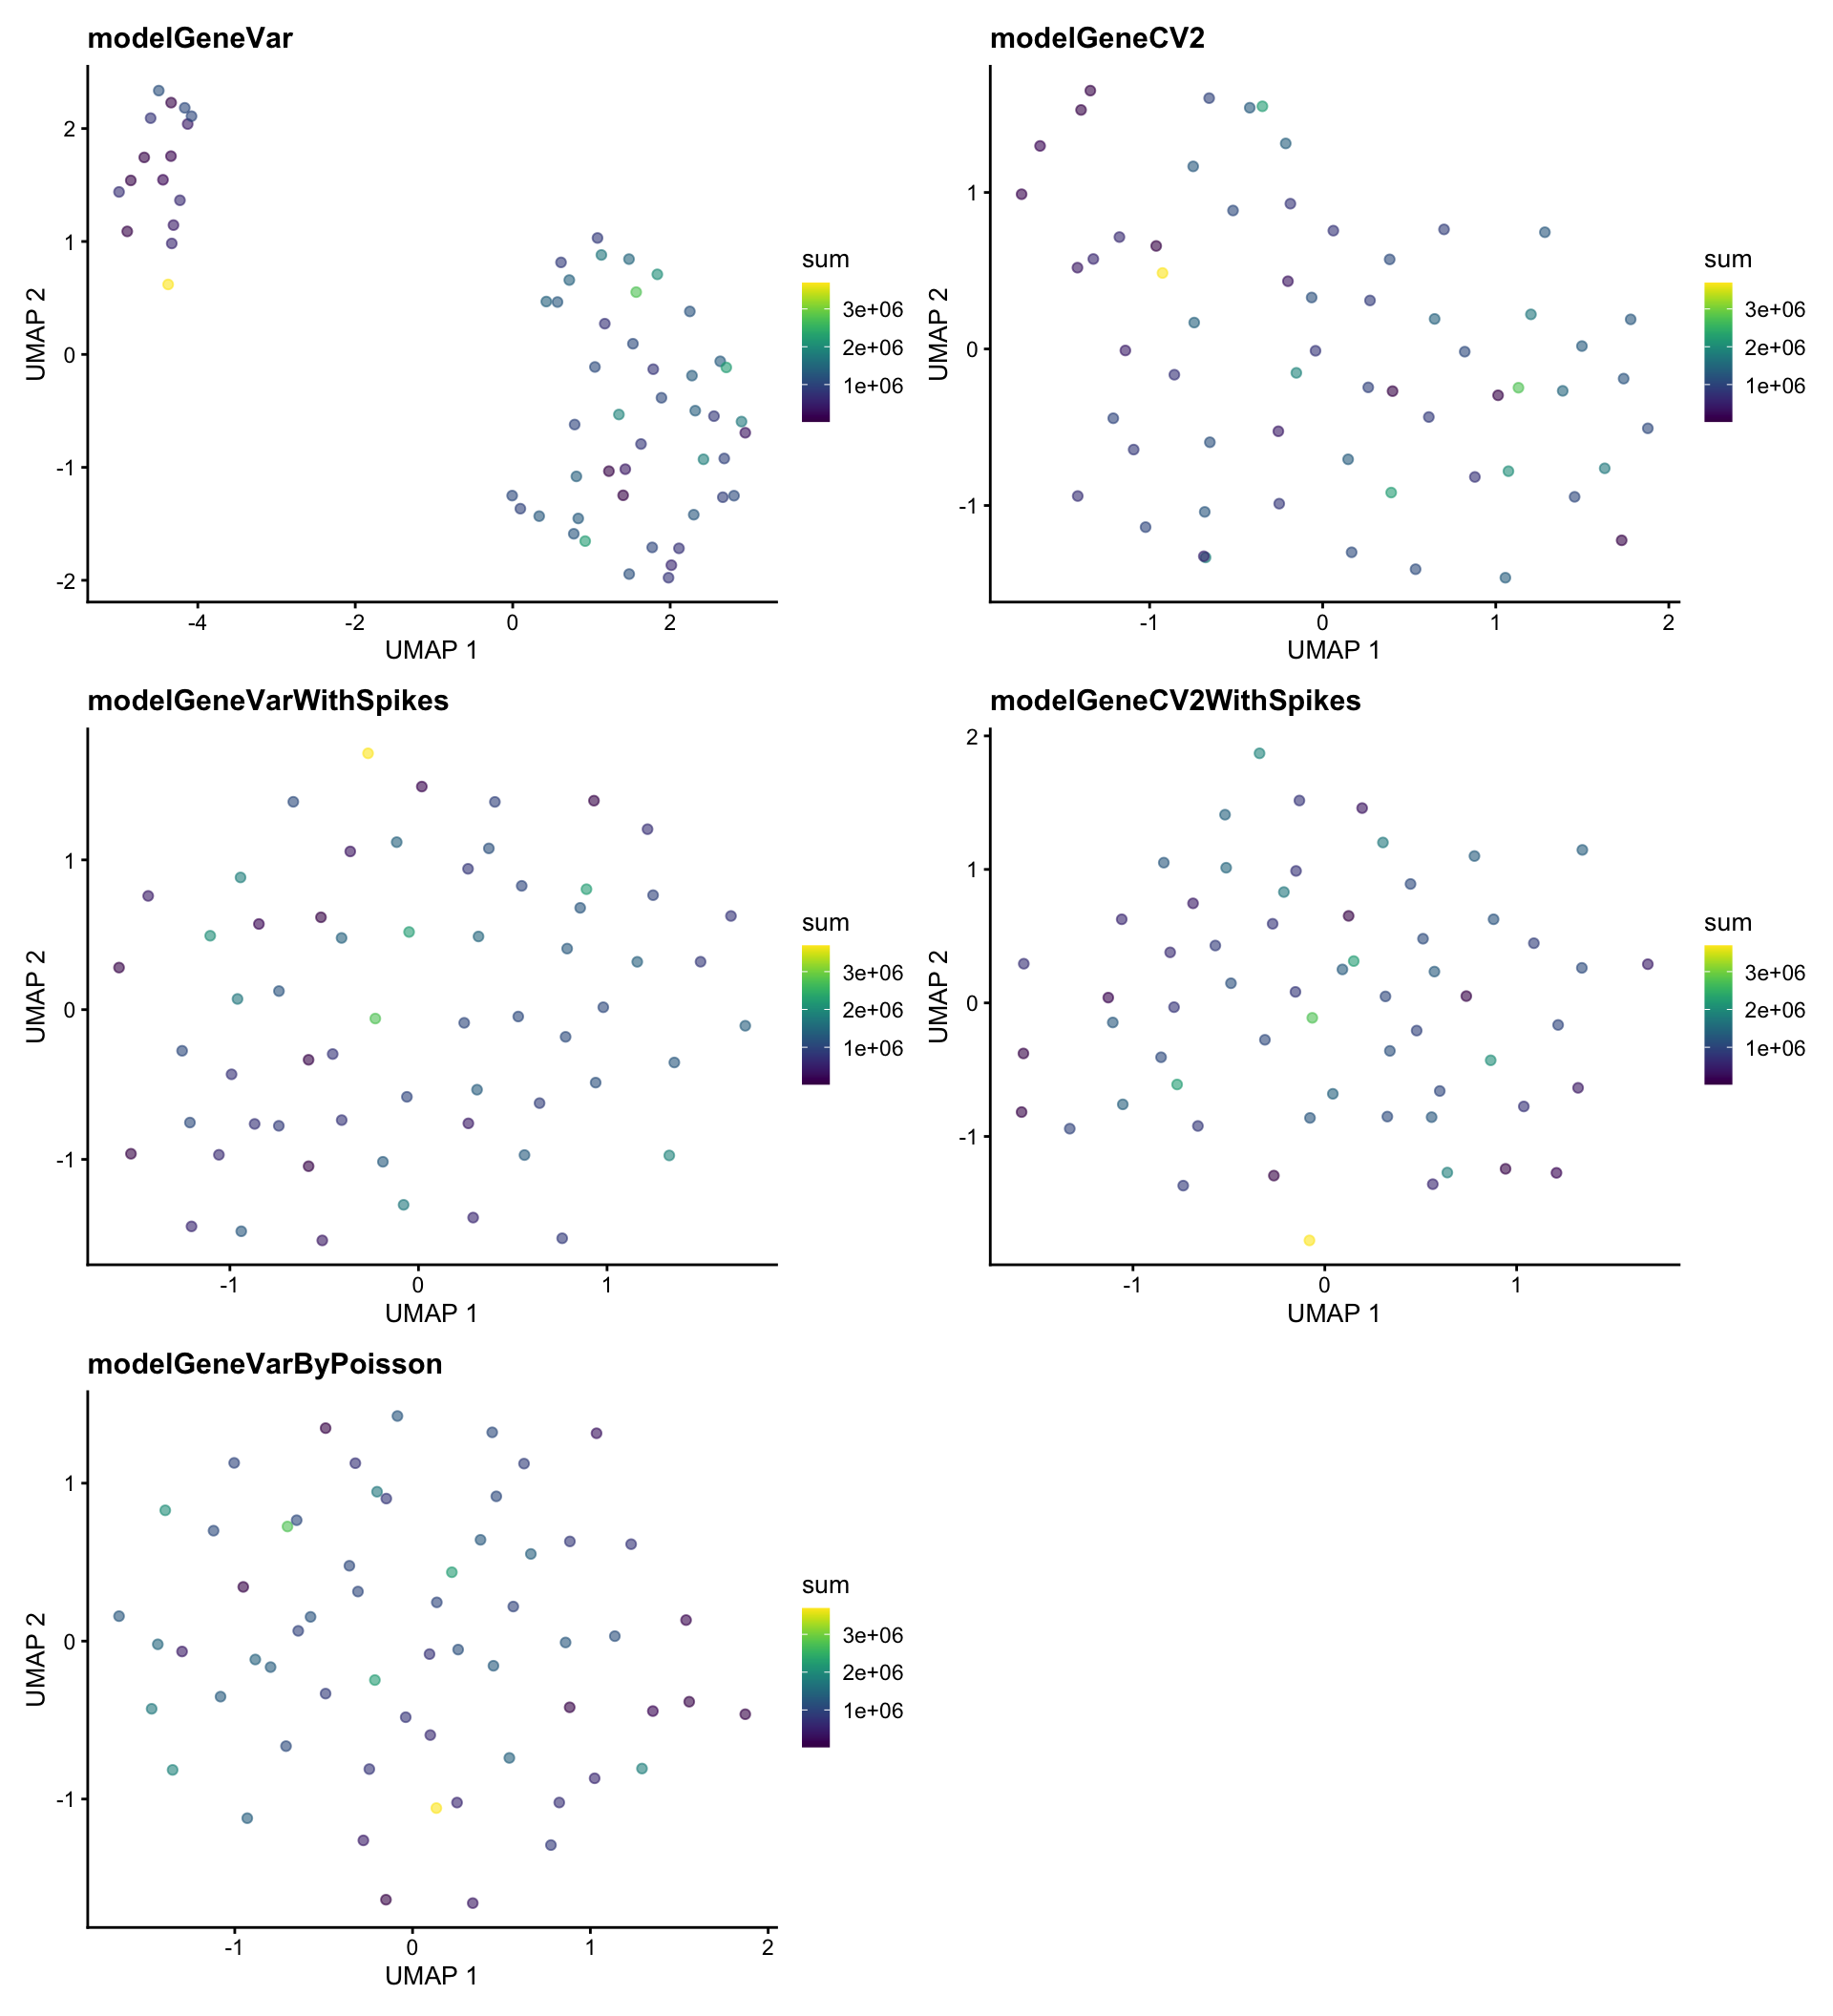 modelGeneVar
2
1
0
-1
-2
-4
-2
0
2
UMAP 1
UMAP 2
sum
3e+06
2e+06
1e+06
modelGeneCV2
1
0
-1
-1
0
1
2
UMAP 1
UMAP 2
sum
3e+06
2e+06
1e+06
modelGeneVarWithSpikes
1
0
-1
-1
0
1
UMAP 1
UMAP 2
sum
3e+06
2e+06
1e+06
modelGeneCV2WithSpikes
2
1
0
-1
-1
0
1
UMAP 1
UMAP 2
sum
3e+06
2e+06
1e+06
modelGeneVarByPoisson
1
0
-1
-1
0
1
2
UMAP 1
UMAP 2
sum
3e+06
2e+06
1e+06